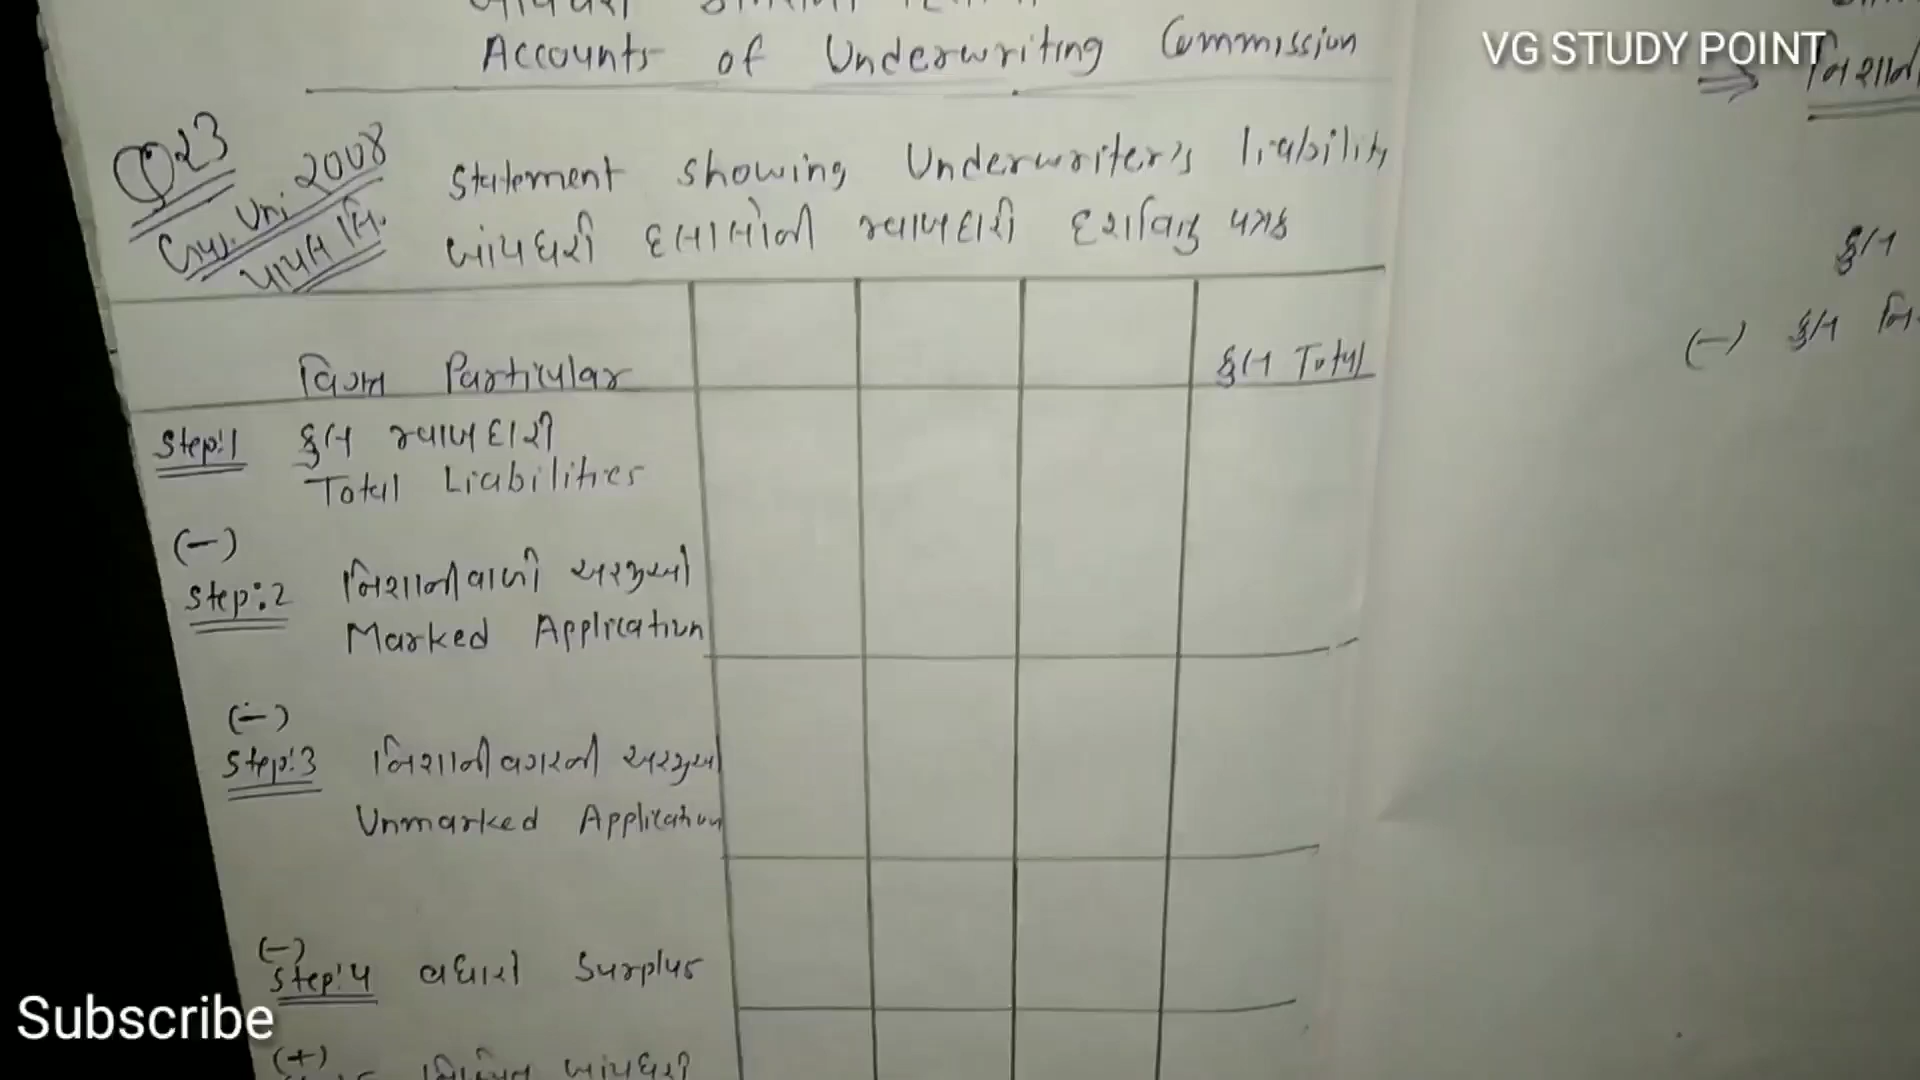 Accounts of Underwriting Commission
VG STUDY POINT
Q 23
Guj. Uni 2008
Statement showing Underwriter's liability
બાંયધરી દલાલોની જવાબદારી દર્શાવતુ પત્રક
વિગત Particular
કુલ Total
Step:1 કુલ જવાબદારી
Total Liabilities
(-)
Step:2 નિશાનીવાળી અરજીઓ
Marked Application
(-)
Step:3 નિશાનીવગરની અરજીઓ
Unmarked Application
(-)
Step:4 વધારો Surplus
(+)
બાંયધરી
કુલ
(-) કુલ
Subscribe